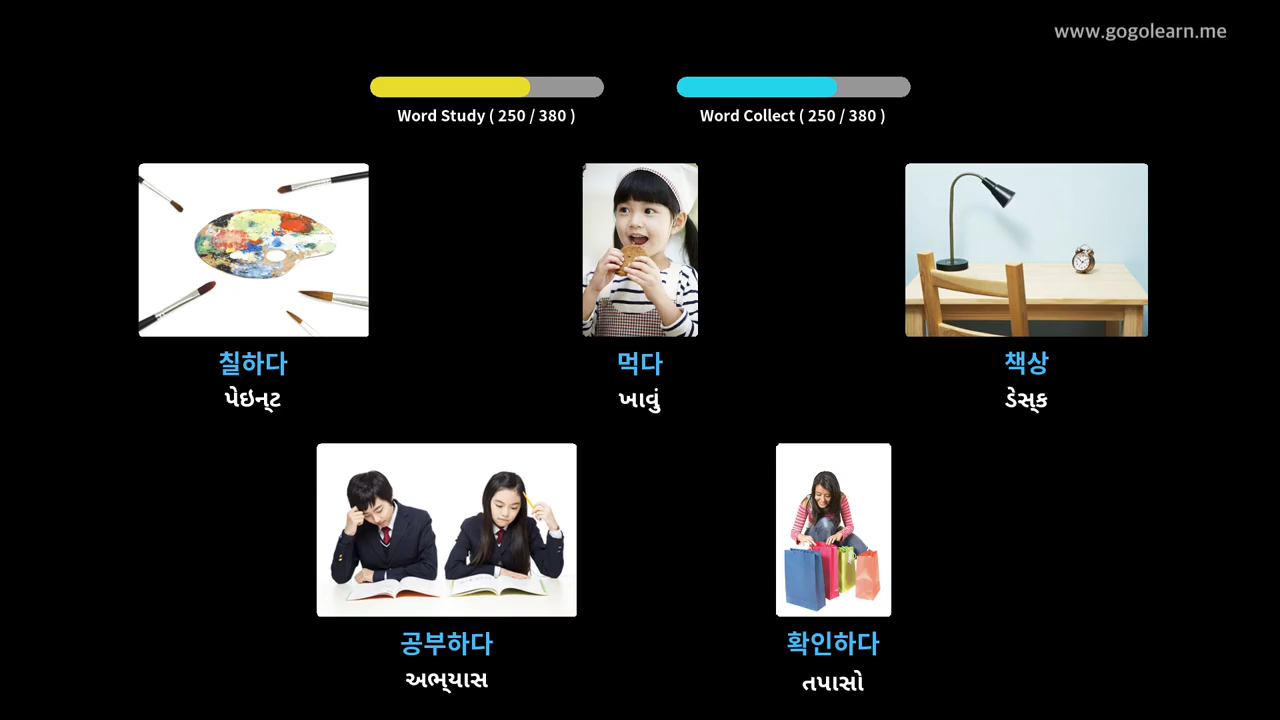 www.gogolearn.me
Word Study ( 250 / 380 )
Word Collect ( 250 / 380 )
칠하다
પેઇન્ટ
먹다
ખાવું
책상
ડેસ્ક
공부하다
અભ્યાસ
확인하다
તપાસો